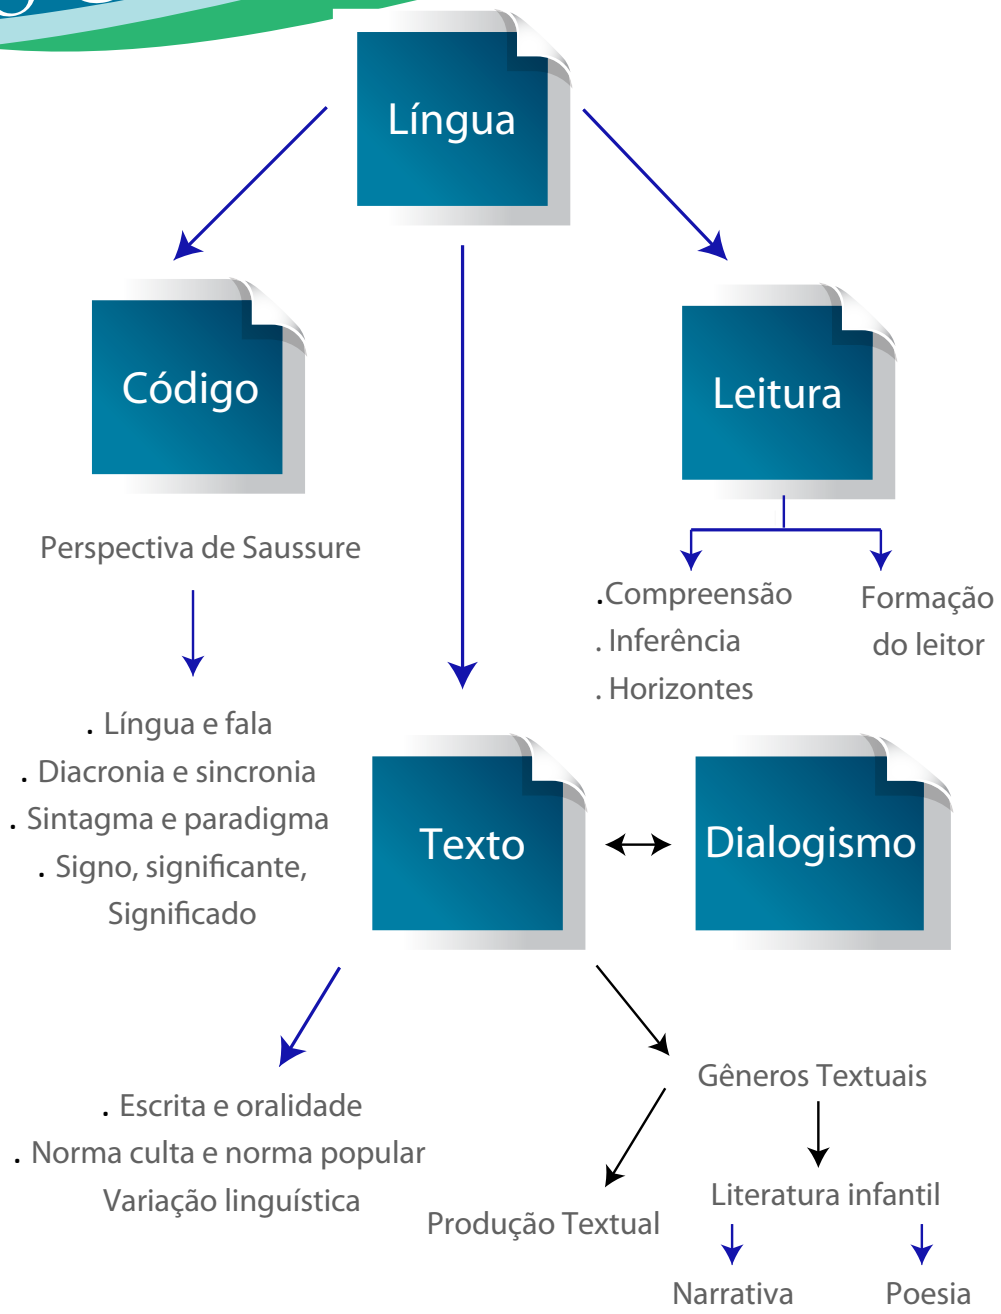 Língua
Código
Leitura
Perspectiva de Saussure
.Compreensão
. Inferência
. Horizontes
Formação
do leitor
. Língua e fala
. Diacronia e sincronia
. Sintagma e paradigma
. Signo, significante,
Significado
Texto
Dialogismo
. Escrita e oralidade
. Norma culta e norma popular
Variação linguística
Gêneros Textuais
Produção Textual
Literatura infantil
Narrativa
Poesia